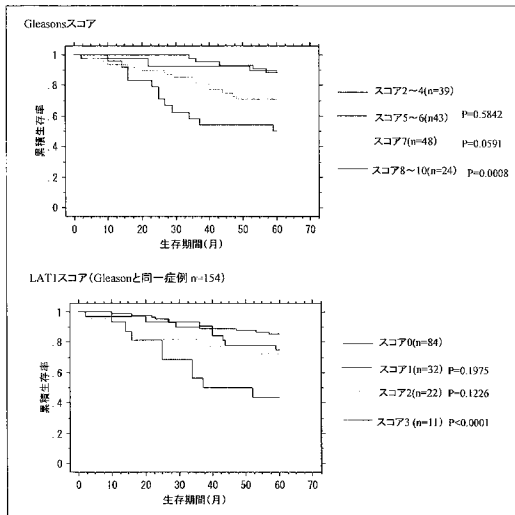 Gleasonsスコア
累積生存率
1
.8
.6
.4
.2
0
0 10 20 30 40 50 60 70
生存期間(月)
スコア2～4(n=39)
スコア5～6(n43) P=0.5842
スコア7(n=48) P=0.0591
スコア8～10(n=24) P=0.0008
LAT1スコア(Gleasonと同一症例 n=154)
累積生存率
1
.8
.6
.4
.2
0
0 10 20 30 40 50 60 70
生存期間(月)
スコア0(n=84)
スコア1(n=32) P=0.1975
スコア2(n=22) P=0.1226
スコア3 (n=11) P<0.0001